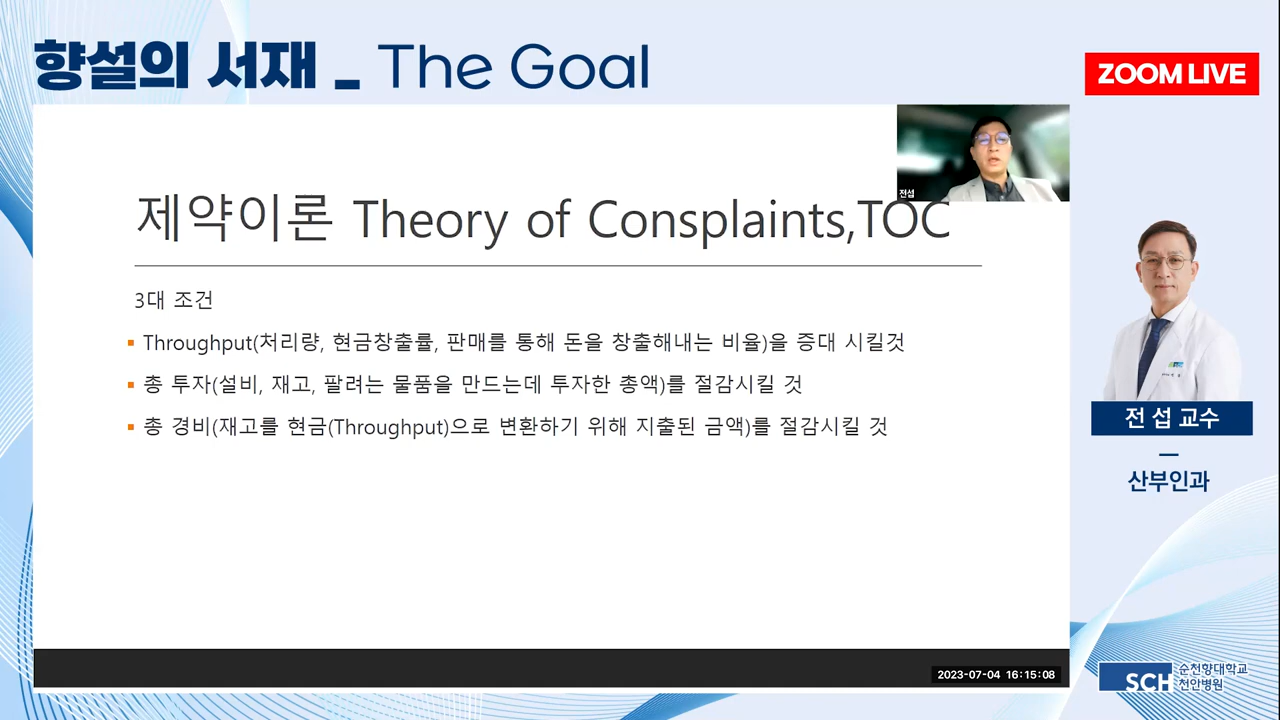 향설의 서재 _ The Goal
ZOOM LIVE
전섭
제약이론 Theory of Consplaints,TOC
3대 조건
Throughput(처리량, 현금창출률, 판매를 통해 돈을 창출해내는 비율)을 증대 시킬것
총 투자(설비, 재고, 팔려는 물품을 만드는데 투자한 총액)를 절감시킬 것
총 경비(재고를 현금(Throughput)으로 변환하기 위해 지출된 금액)를 절감시킬 것
전 섭 교수
산부인과
2023-07-04 16:15:08
SCH 순천향대학교
천안병원